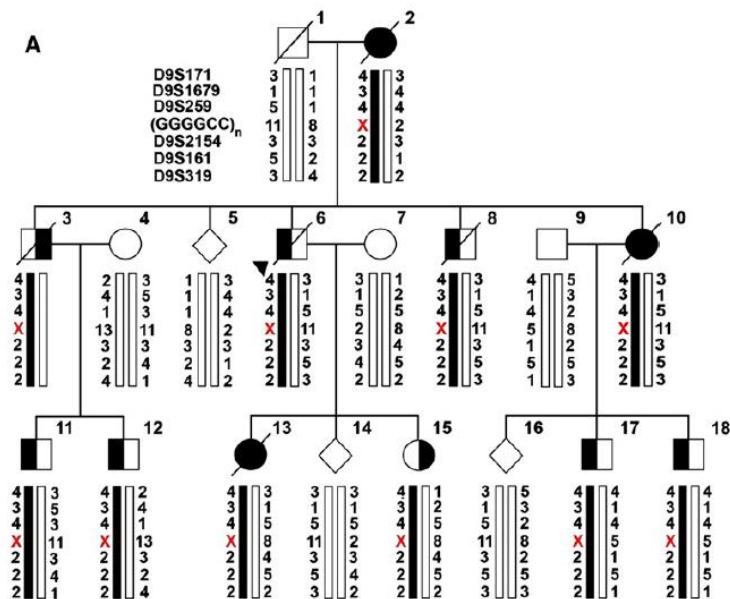 A
1 2
D9S171 3 1 4 3
D9S1679 1 1 3 4
D9S259 5 1 4 4
(GGGGCC)n 11 8 X 2
D9S2154 3 3 2 3
D9S161 5 2 2 1
D9S319 3 4 2 2
3 4 5 6 7 8 9 10
4 2 3 1 3 4 3 3 1 4 3 4 5 4 3
3 4 5 1 4 3 1 1 2 3 1 1 3 3 1
4 1 3 1 4 4 5 5 5 4 5 4 2 4 5
X 13 11 8 2 X 11 2 8 X 11 5 8 X 11
2 3 3 3 3 2 3 3 4 2 3 1 2 2 3
2 2 4 3 1 2 5 2 5 2 5 5 5 2 5
2 4 1 4 2 2 3 2 2 2 3 1 3 2 3
11 12 13 14 15 16 17 18
4 3 4 2 4 3 3 3 4 1 3 5 4 4 4 4
3 5 3 4 3 1 1 1 3 2 1 3 3 1 3 1
4 3 4 1 4 5 5 5 4 5 5 2 4 4 4 4
X 11 X 13 X 8 11 2 X 8 11 8 X 5 X 5
2 3 2 3 2 4 3 3 2 4 3 2 2 1 2 1
2 4 2 2 2 5 5 2 2 5 5 5 2 5 2 5
2 1 2 4 2 2 3 2 2 2 3 3 2 1 2 1